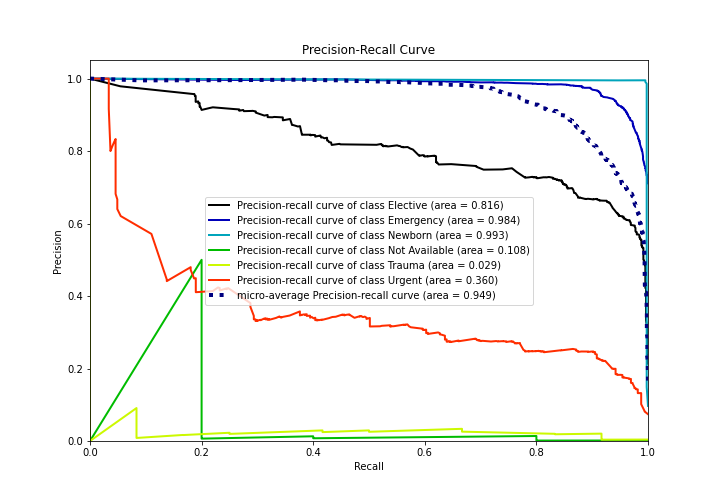 Precision-Recall Curve
1.0
0.8
0.6
0.4
0.2
0.0
Precision
Precision-recall curve of class Elective (area = 0.816)
Precision-recall curve of class Emergency (area = 0.984)
Precision-recall curve of class Newborn (area = 0.993)
Precision-recall curve of class Not Available (area = 0.108)
Precision-recall curve of class Trauma (area = 0.029)
Precision-recall curve of class Urgent (area = 0.360)
micro-average Precision-recall curve (area = 0.949)
0.0 0.2 0.4 0.6 0.8 1.0
Recall